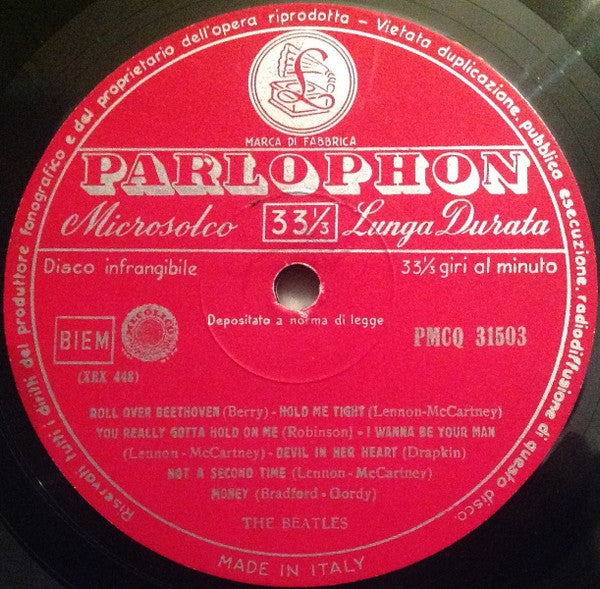 Riservati tutti i diritti del produttore fonografico e del proprietario dell'opera riprodotta - Vietata duplicazione, pubblica esecuzione, radiodiffusione di questo disco.
£
MARCA DI FABBRICA
PARLOPHON
Microsolco 33⅓ Lunga Durata
Disco infrangibile 33⅓ giri al minuto
Depositato a norma di legge
BIEM PMCQ 31503
(XEX 448)
ROLL OVER BEETHOVEN (Berry) - HOLD ME TIGHT (Lennon-McCartney)
YOU REALLY GOTTA HOLD ON ME (Robinson) - I WANNA BE YOUR MAN
(Lennon - McCartney) - DEVIL IN HER HEART (Drapkin)
NOT A SECOND TIME (Lennon - McCartney)
MONEY (Bradford - Gordy)
THE BEATLES
MADE IN ITALY